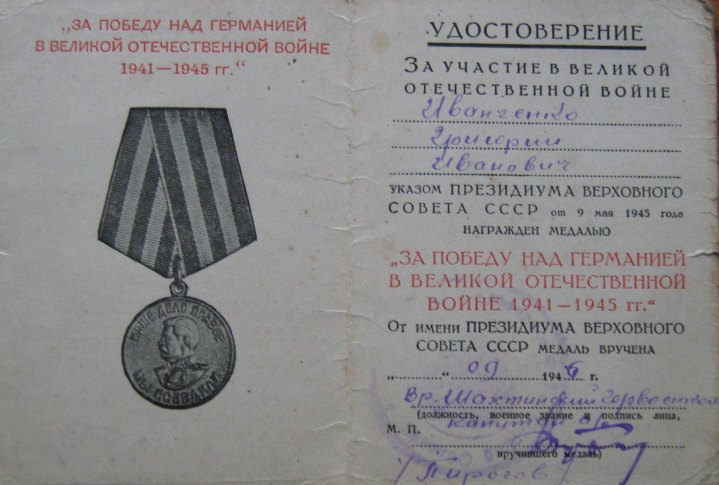 „ЗА ПОБЕДУ НАД ГЕРМАНИЕЙ
В ВЕЛИКОЙ ОТЕЧЕСТВЕННОЙ ВОЙНЕ
1941—1945 гг.“
НАШЕ ДЕЛО ПРАВОЕ
МЫ ПОБЕДИЛИ
УДОСТОВЕРЕНИЕ
ЗА УЧАСТИЕ В ВЕЛИКОЙ
ОТЕЧЕСТВЕННОЙ ВОЙНЕ
Иванченко
Григорий
Иванович
УКАЗОМ ПРЕЗИДИУМА ВЕРХОВНОГО
СОВЕТА СССР от 9 мая 1945 года
НАГРАЖДЕН МЕДАЛЬЮ
„ЗА ПОБЕДУ НАД ГЕРМАНИЕЙ
В ВЕЛИКОЙ ОТЕЧЕСТВЕННОЙ
ВОЙНЕ 1941—1945 гг.“
От имени ПРЕЗИДИУМА ВЕРХОВНОГО
СОВЕТА СССР МЕДАЛЬ ВРУЧЕНА
„.......“ 09 1946 г.
Вр. Шахтинский горвоенком
(должность, военное звание и подпись лица,
капитан
М. П.
вручившего медаль)
(Пирогов)